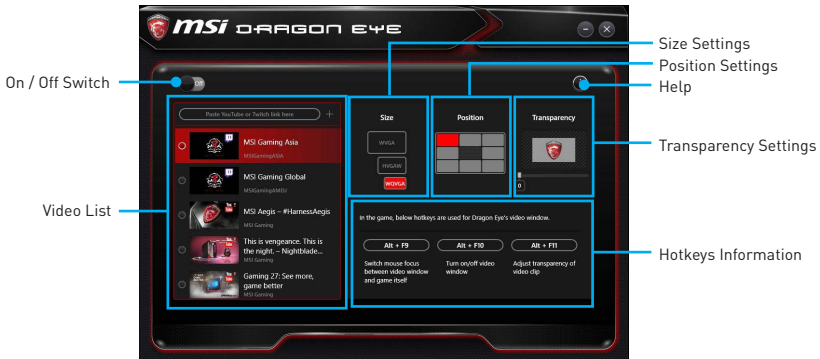 msi DRAGON EYE
Size Settings
Position Settings
On / Off Switch
Off
Help
Paste YouTube or Twitch link here
Size
Position
Transparency
WVGA
HVGAW
WQVGA
0
MSI Gaming Asia
MSIGamingASIA
Transparency Settings
MSI Gaming Global
MSIGamingAMDJ
Video List
MSI Aegis – #HarnessAegis
MSI Gaming
This is vengeance. This is
the night. – Nightblade...
MSI Gaming
Gaming 27: See more,
game better
MSI Gaming
In the game, below hotkeys are used for Dragon Eye's video window.
Alt + F9
Alt + F10
Alt + F11
Hotkeys Information
Switch mouse focus
between video window
and game itself
Turn on/off video
window
Adjust transparency of
video clip